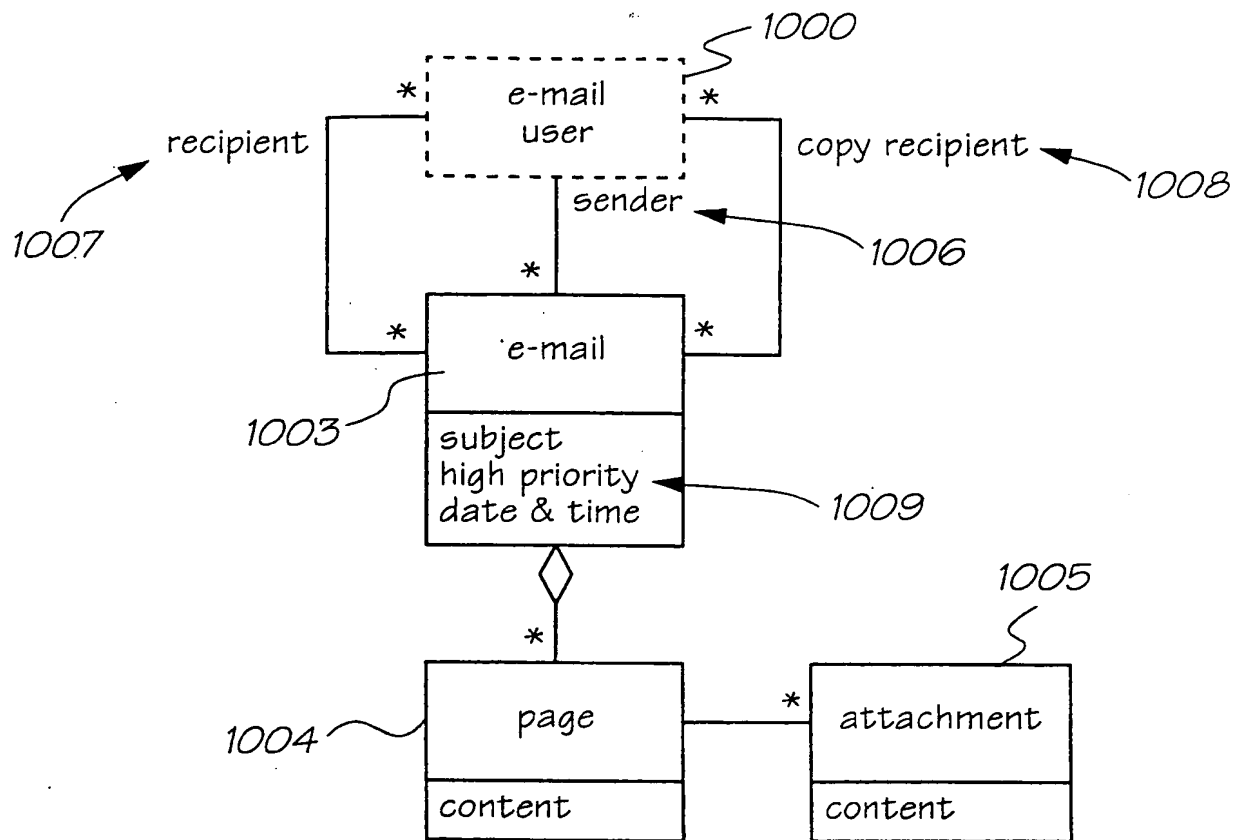 1000
* e-mail *
user
recipient
copy recipient
1008
sender
1007
1006
*
* e-mail *
1003
subject
high priority
date & time
1009
1005
*
page
*
attachment
1004
content
content